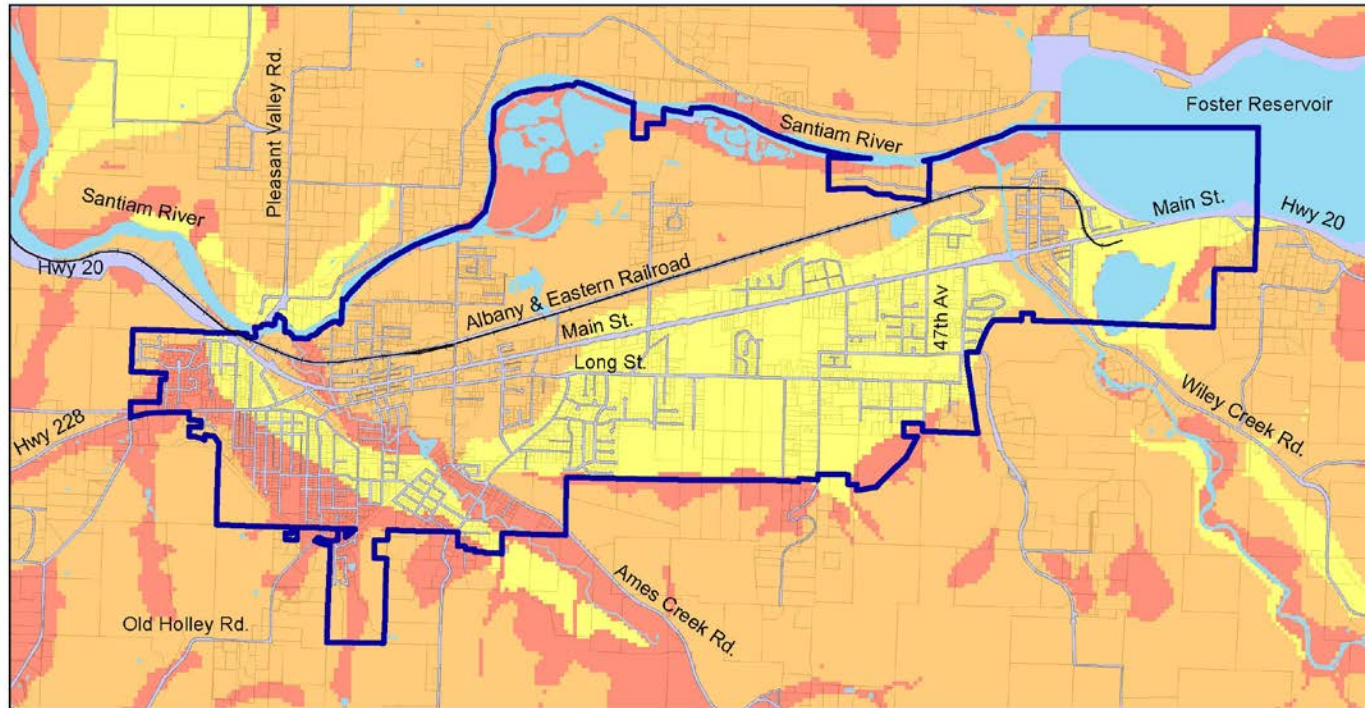 Pleasant Valley Rd.
Foster Reservoir
Santiam River
Santiam River
Main St.
Hwy 20
Hwy 20
Albany & Eastern Railroad
Main St.
47th Av
Long St.
Wiley Creek Rd.
Hwy 228
Ames Creek Rd.
Old Holley Rd.